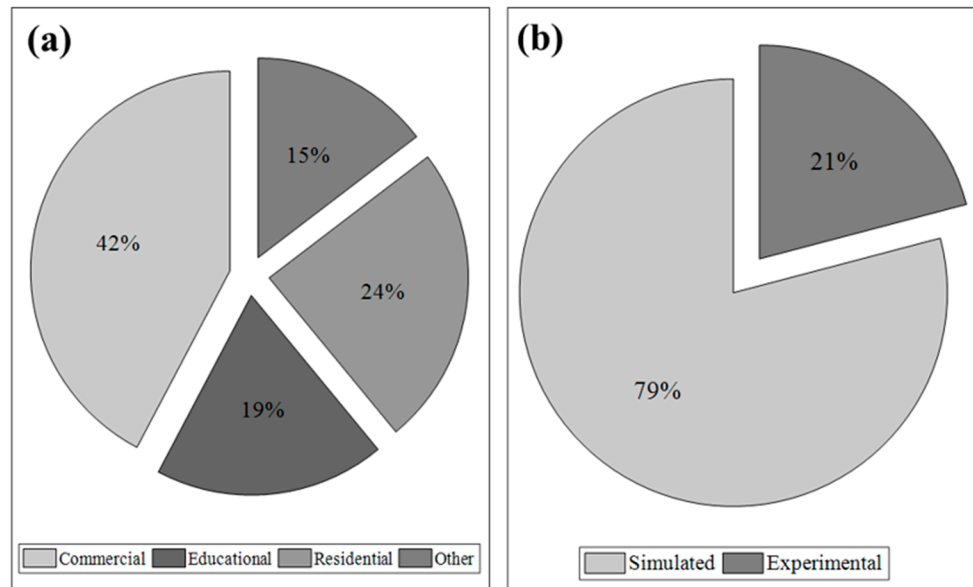 (a)
15%
42%
24%
19%
Commercial Educational Residential Other
(b)
21%
79%
Simulated Experimental